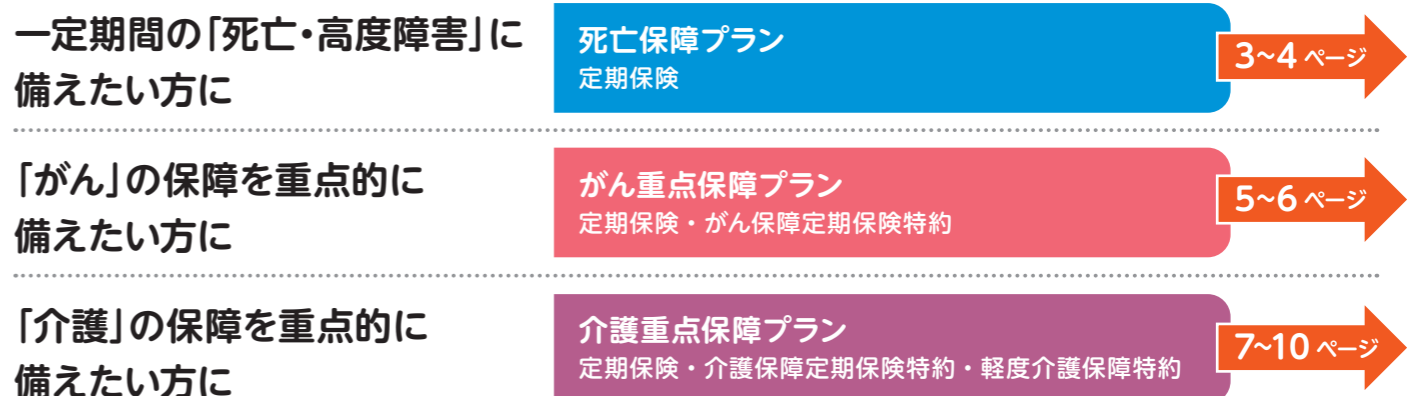 一定期間の「死亡・高度障害」に
備えたい方に
死亡保障プラン
定期保険
3~4 ページ
「がん」の保障を重点的に
備えたい方に
がん重点保障プラン
定期保険・がん保障定期保険特約
5~6 ページ
「介護」の保障を重点的に
備えたい方に
介護重点保障プラン
定期保険・介護保障定期保険特約・軽度介護保障特約
7~10 ページ